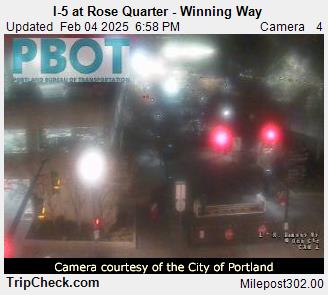 I-5 at Rose Quarter - Winning Way
Updated Feb 04 2025 6:58 PM Camera 4
PBOT
PORTLAND BUREAU OF TRANSPORTATION
Camera courtesy of the City of Portland
TripCheck.com Milepost302.00